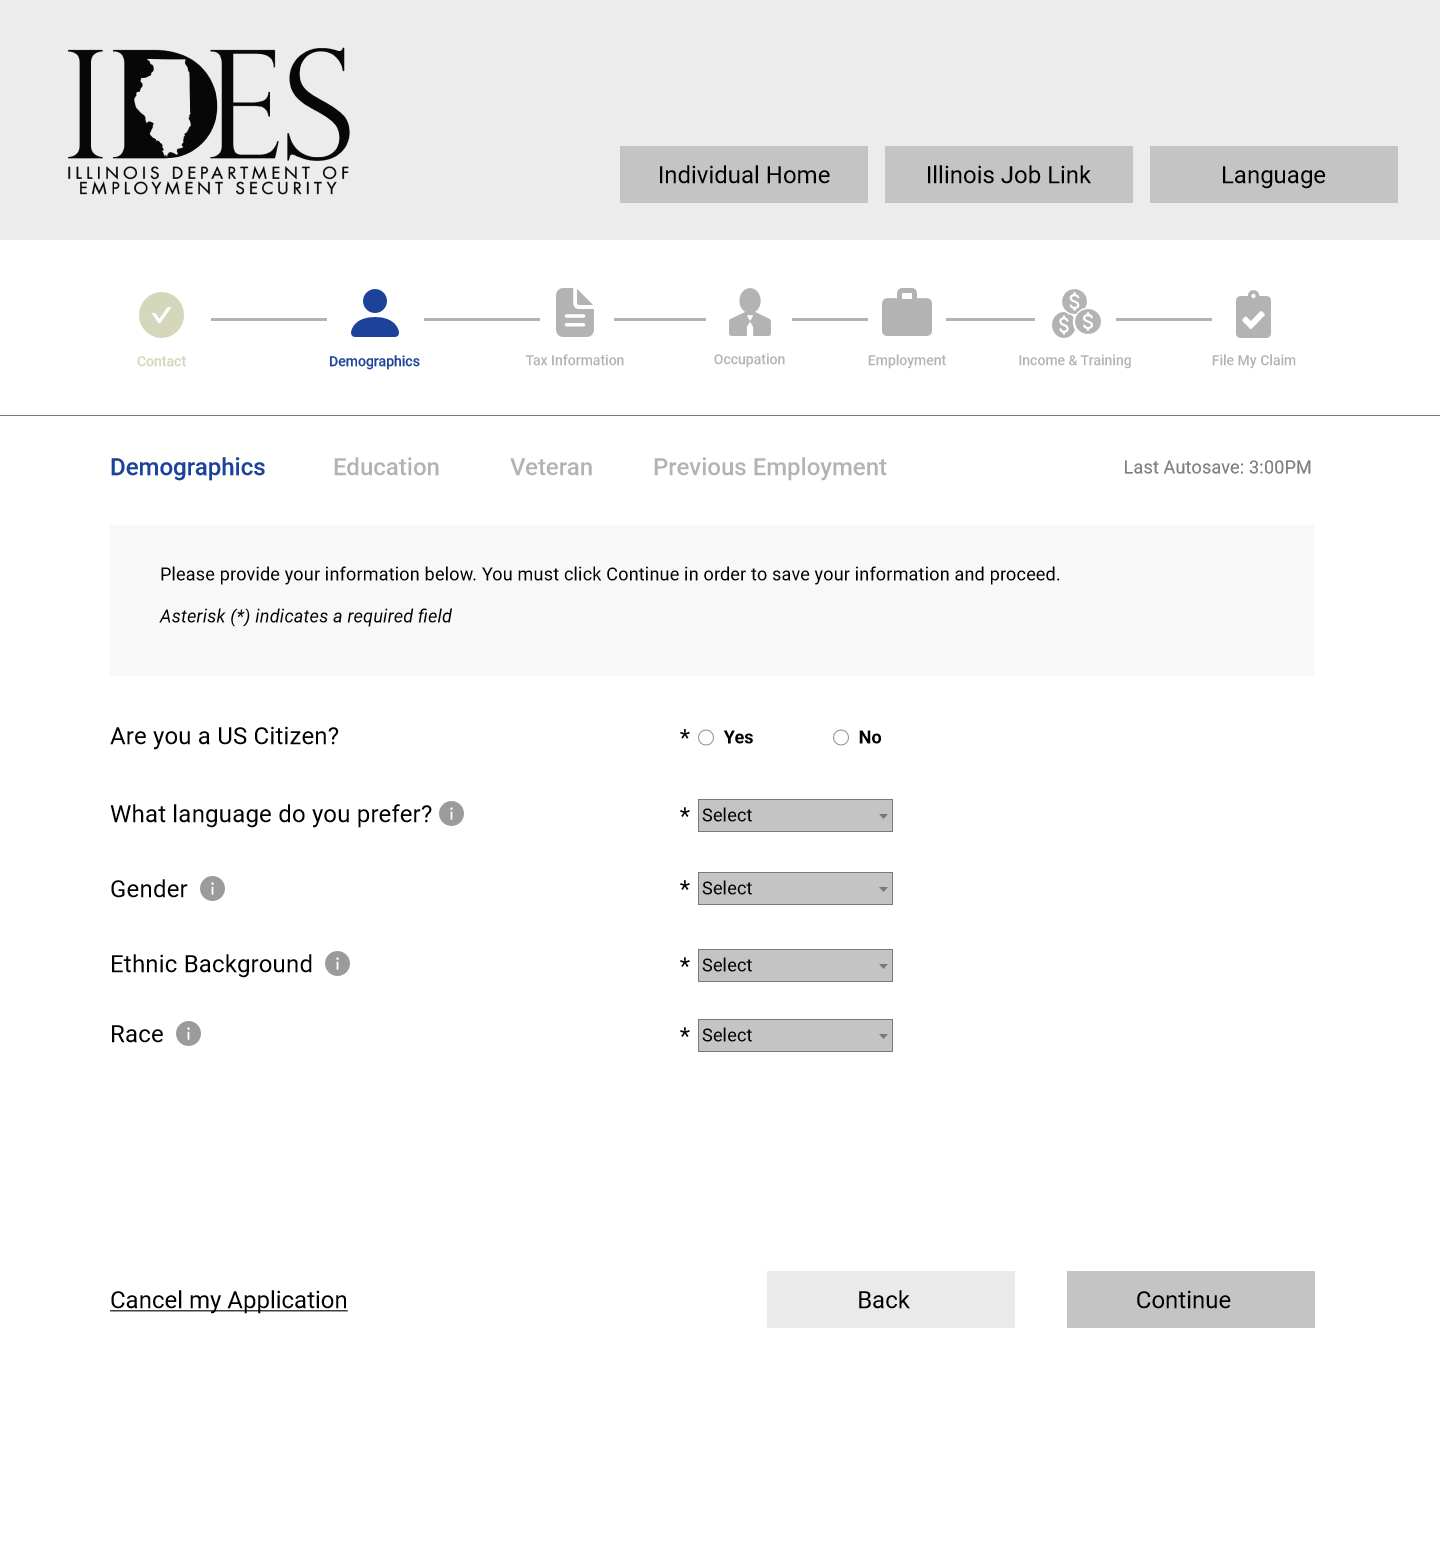 IDES
ILLINOIS DEPARTMENT OF
EMPLOYMENT SECURITY
Individual Home
Illinois Job Link
Language
Contact
Demographics
Tax Information
Occupation
Employment
Income & Training
File My Claim
Demographics
Education
Veteran
Previous Employment
Last Autosave: 3:00PM
Please provide your information below. You must click Continue in order to save your information and proceed.
Asterisk (*) indicates a required field
Are you a US Citizen?
* Yes No
What language do you prefer? i
* Select
Gender i
* Select
Ethnic Background i
* Select
Race i
* Select
Cancel my Application
Back
Continue